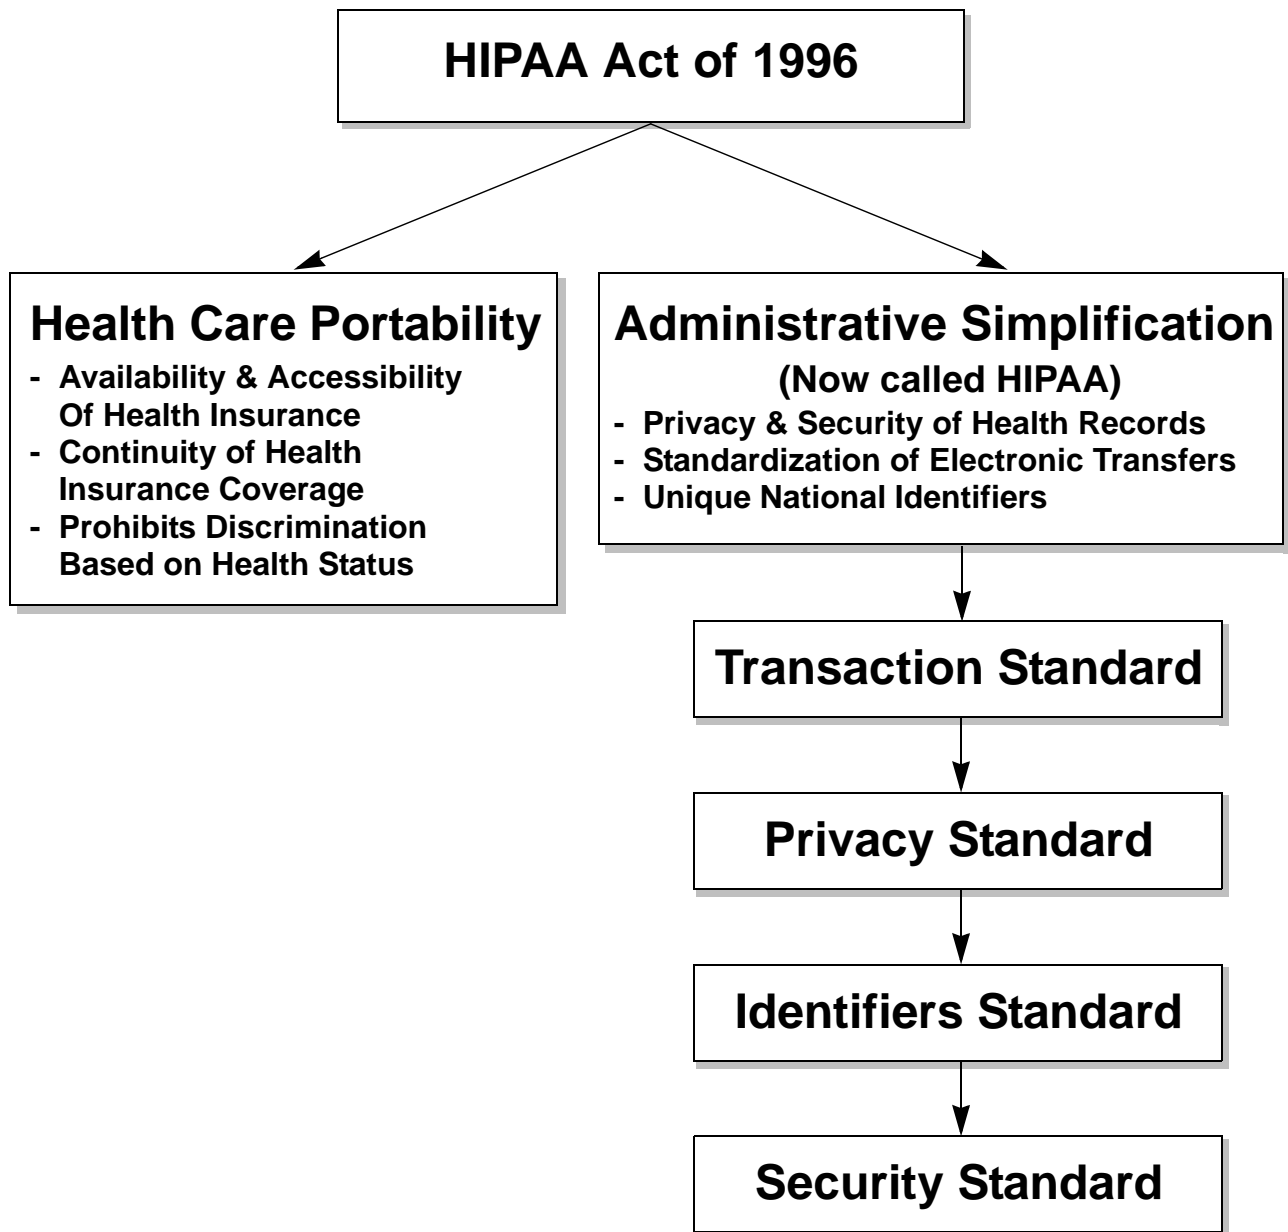 HIPAA Act of 1996
Health Care Portability
- Availability & Accessibility
Of Health Insurance
- Continuity of Health
Insurance Coverage
- Prohibits Discrimination
Based on Health Status
Administrative Simplification
(Now called HIPAA)
- Privacy & Security of Health Records
- Standardization of Electronic Transfers
- Unique National Identifiers
Transaction Standard
Privacy Standard
Identifiers Standard
Security Standard